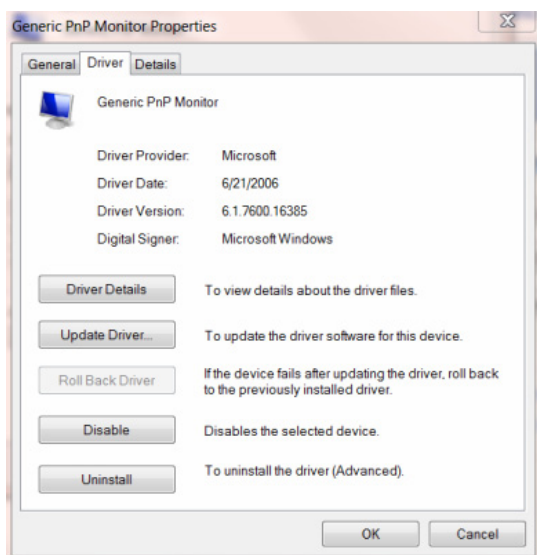 Generic PnP Monitor Properties
General Driver Details
Generic PnP Monitor
Driver Provider: Microsoft
Driver Date: 6/21/2006
Driver Version: 6.1.7600.16385
Digital Signer: Microsoft Windows
Driver Details To view details about the driver files.
Update Driver... To update the driver software for this device.
Roll Back Driver If the device fails after updating the driver, roll back
to the previously installed driver.
Disable Disables the selected device.
Uninstall To uninstall the driver (Advanced).
OK Cancel